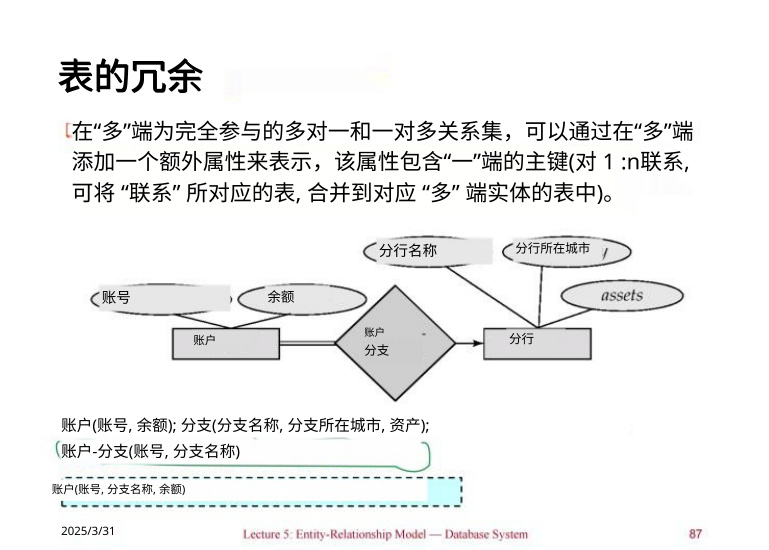 表的冗余
在“多”端为完全参与的多对一和一对多关系集，可以通过在“多”端
添加一个额外属性来表示，该属性包含“一”端的主键(对 1 :n联系,
可将 “联系” 所对应的表, 合并到对应 “多” 端实体的表中)。
分行名称
分行所在城市
账号
余额
assets
账户
账户
分支
分行
账户(账号, 余额); 分支(分支名称, 分支所在城市, 资产);
账户-分支(账号, 分支名称)
账户(账号, 分支名称, 余额)
2025/3/31
Lecture 5: Entity-Relationship Model — Database System
87